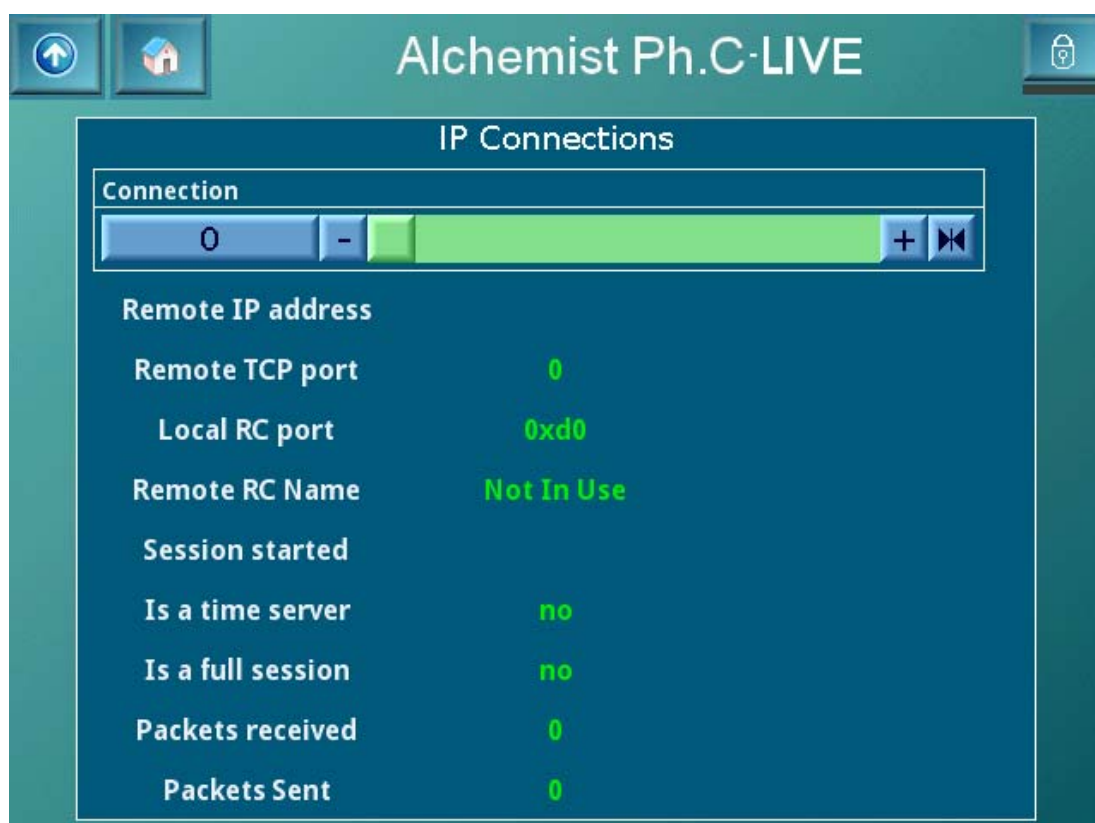 Alchemist Ph.C-LIVE
IP Connections
Connection
0 - +
Remote IP address
Remote TCP port 0
Local RC port 0xd0
Remote RC Name Not In Use
Session started
Is a time server no
Is a full session no
Packets received 0
Packets Sent 0